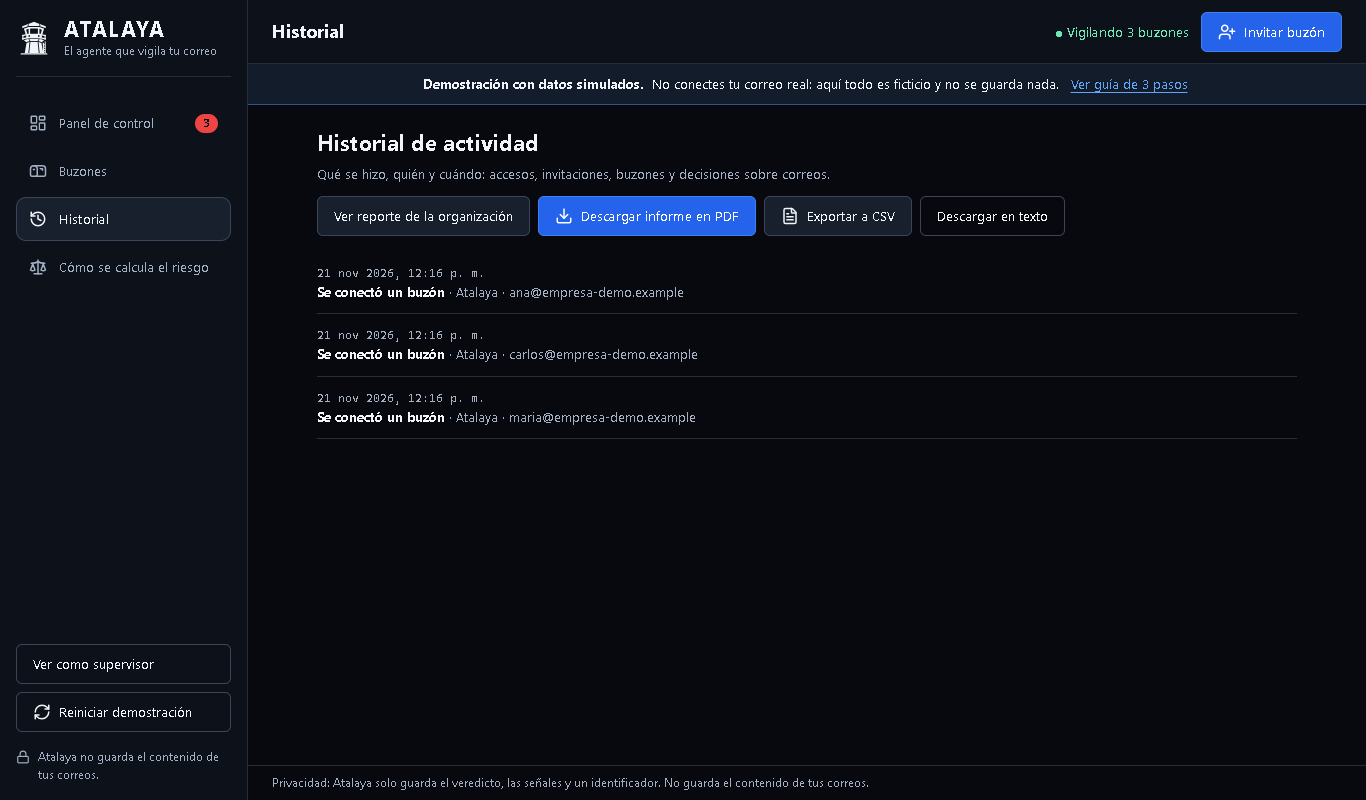 ATALAYA
El agente que vigila tu correo
Panel de control 3
Buzones
Historial
Cómo se calcula el riesgo
Ver como supervisor
Reiniciar demostración
Atalaya no guarda el contenido de
tus correos.
Historial
Vigilando 3 buzones
Invitar buzón
Demostración con datos simulados. No conectes tu correo real: aquí todo es ficticio y no se guarda nada. Ver guía de 3 pasos
Historial de actividad
Qué se hizo, quién y cuándo: accesos, invitaciones, buzones y decisiones sobre correos.
Ver reporte de la organización
Descargar informe en PDF
Exportar a CSV
Descargar en texto
21 nov 2026, 12:16 p. m.
Se conectó un buzón · Atalaya · ana@empresa-demo.example
21 nov 2026, 12:16 p. m.
Se conectó un buzón · Atalaya · carlos@empresa-demo.example
21 nov 2026, 12:16 p. m.
Se conectó un buzón · Atalaya · maria@empresa-demo.example
Privacidad: Atalaya solo guarda el veredicto, las señales y un identificador. No guarda el contenido de tus correos.